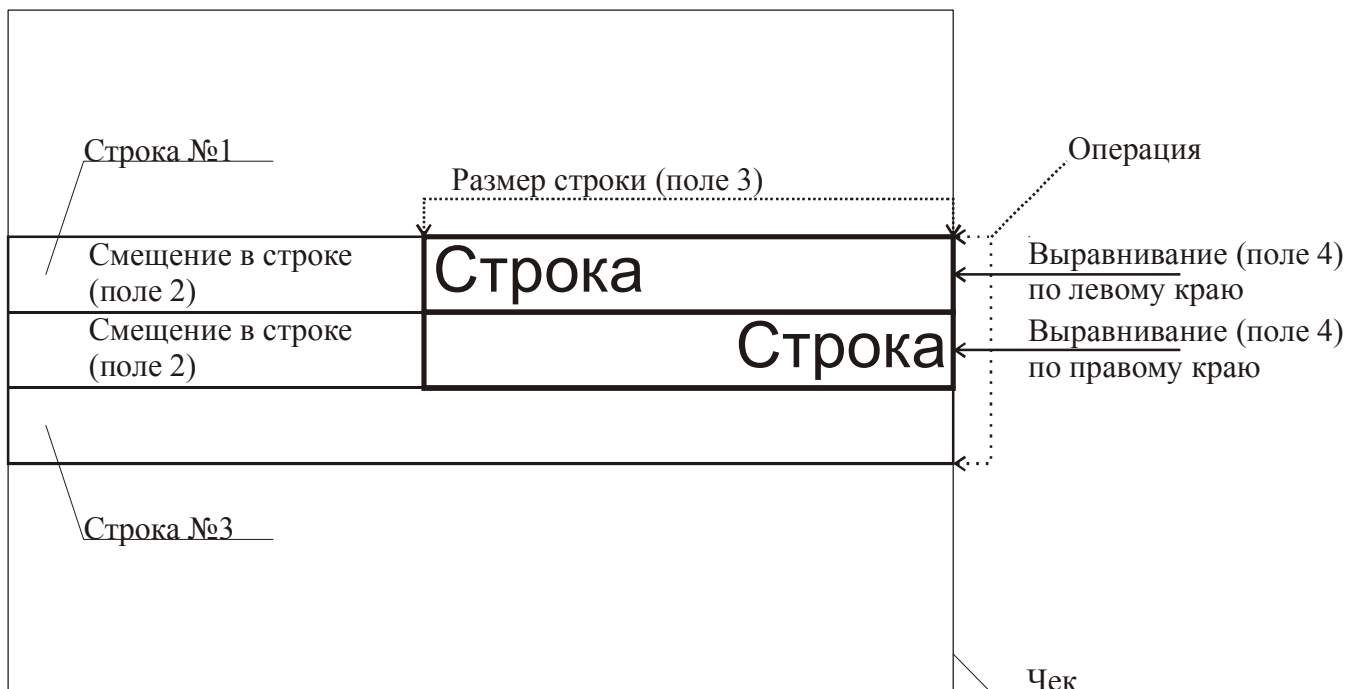 Строка №1
Операция
Размер строки (поле 3)
Смещение в строке
(поле 2)
Строка
Выравнивание (поле 4)
по левому краю
Смещение в строке
(поле 2)
Строка
Выравнивание (поле 4)
по правому краю
Строка №3
Чек